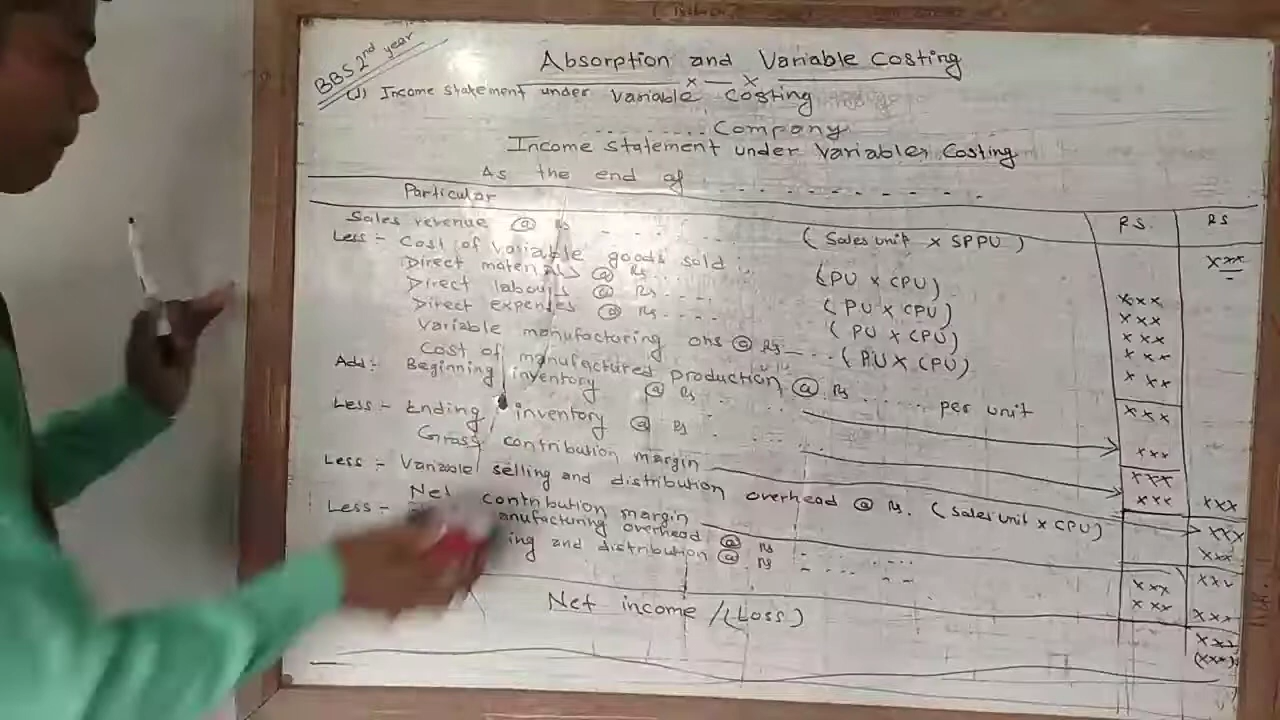 BBS 2nd year
Absorption and Variable Costing
x — x
(1) Income statement under Variable Costing
......... Company
Income statement under Variable Costing
As the end of ............
Particular RS. RS
Sales revenue @ Rs ...... (Sales unit x SPPU) xxx
Less :- Cost of variable goods sold :
Direct materials @ Rs .... (PU x CPU) xxx
Direct labours @ Rs .... (PU x CPU) xxx
Direct expenses @ Rs .... (PU x CPU) xxx
Variable manufacturing ohs @ Rs .... (PU x CPU) xxx
Cost of manufactured production @ Rs ...... per unit xxx
Add :- Beginning inventory @ Rs ...... xxx
xxx
Less :- Ending inventory @ Rs ...... xxx xxx
Gross contribution margin xxx
Less :- Variable selling and distribution overhead @ Rs. (Sales unit x CPU) xxx
Net contribution margin xxx
Less :- anufacturing overhead @ Rs ...... xxx
ing and distribution @ Rs ...... xxx xxx
Net income / (Loss) xxx
(xxx)